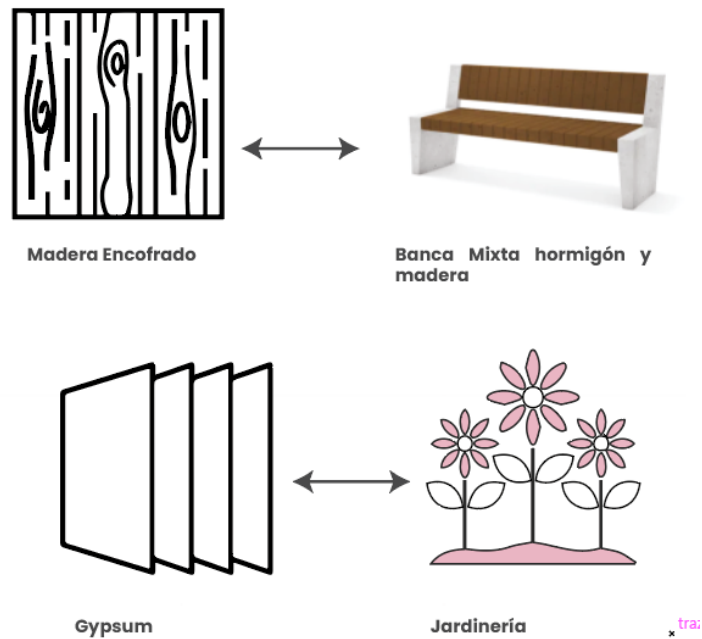 Madera Encofrado
Banca Mixta hormigón y
madera
Gypsum
Jardinería